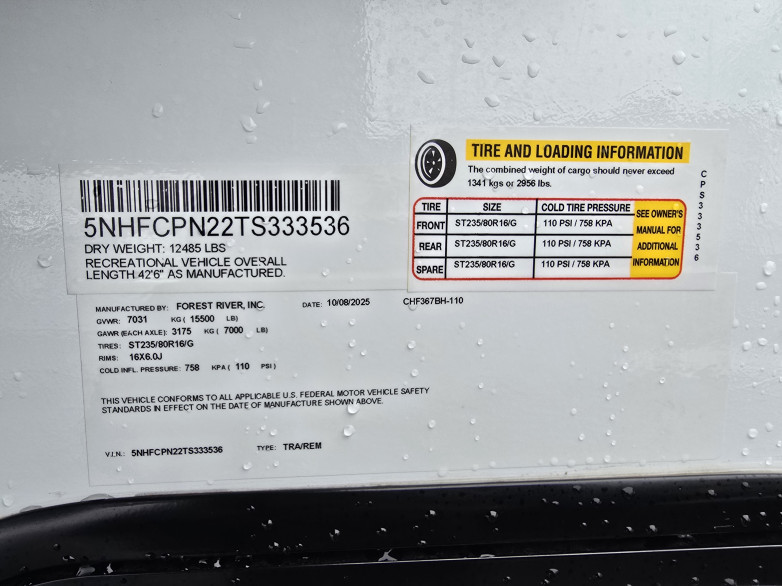 5NHFCPN22TS333536
DRY WEIGHT: 12485 LBS
RECREATIONAL VEHICLE OVERALL
LENGTH:42'6" AS MANUFACTURED.
TIRE AND LOADING INFORMATION
The combined weight of cargo should never exceed
1341 kgs or 2956 lbs.
TIRE SIZE COLD TIRE PRESSURE
FRONT ST235/80R16/G 110 PSI / 758 KPA
REAR ST235/80R16/G 110 PSI / 758 KPA
SPARE ST235/80R16/G 110 PSI / 758 KPA
SEE OWNER'S
MANUAL FOR
ADDITIONAL
INFORMATION
CPS333536
MANUFACTURED BY: FOREST RIVER, INC. DATE: 10/08/2025 CHF367BH-110
GVWR: 7031 KG ( 15500 LB)
GAWR (EACH AXLE): 3175 KG ( 7000 LB)
TIRES: ST235/80R16/G
RIMS: 16X6.0J
COLD INFL. PRESSURE: 758 KPA ( 110 PSI)
THIS VEHICLE CONFORMS TO ALL APPLICABLE U.S. FEDERAL MOTOR VEHICLE SAFETY
STANDARDS IN EFFECT ON THE DATE OF MANUFACTURE SHOWN ABOVE.
V.I.N.: 5NHFCPN22TS333536 TYPE: TRA/REM